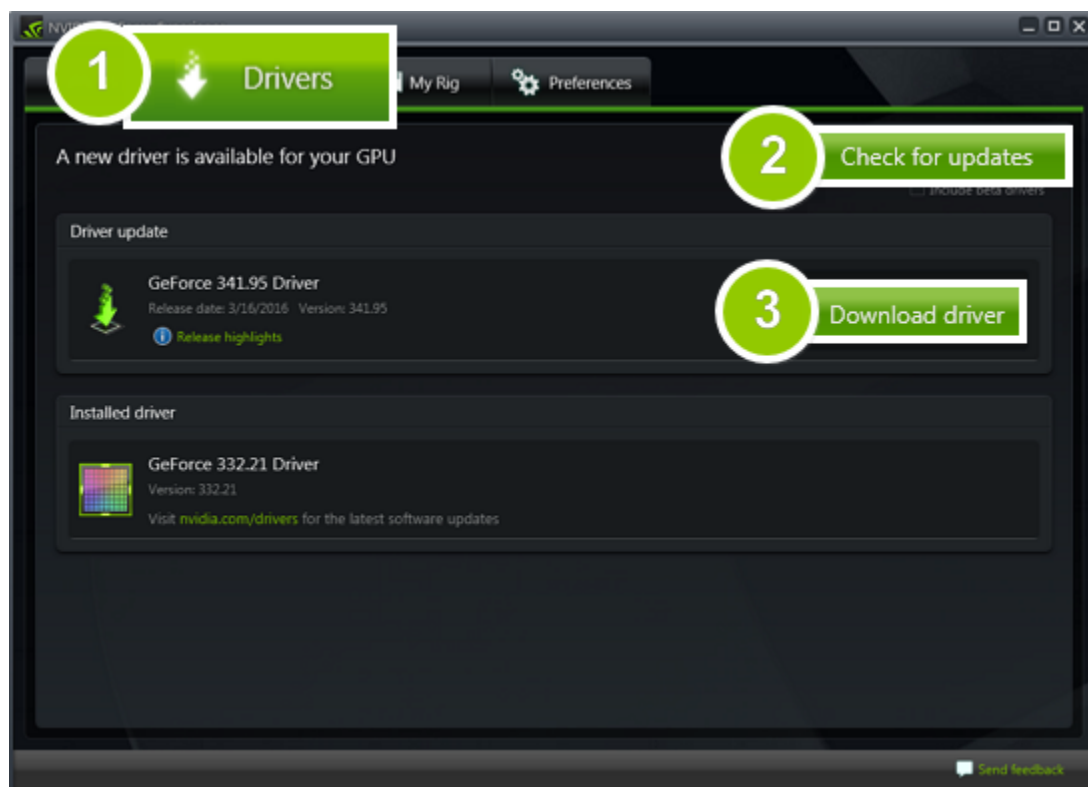 1
Drivers
My Rig
Preferences
A new driver is available for your GPU
2
Check for updates
Include beta drivers
Driver update
GeForce 341.95 Driver
Release date: 3/16/2016 Version: 341.95
Release highlights
3
Download driver
Installed driver
GeForce 332.21 Driver
Version: 332.21
Visit nvidia.com/drivers for the latest software updates
Send feedback